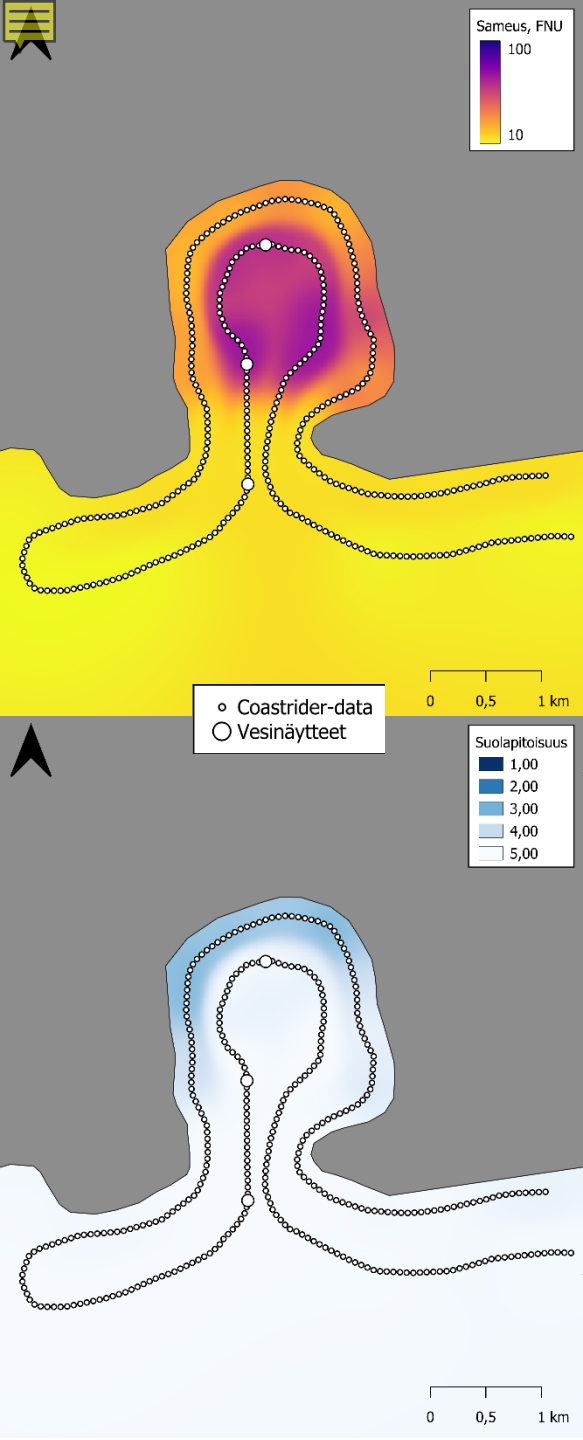 Sameus, FNU
100
10
0 0,5 1 km
Coastrider-data
Vesinäytteet
Suolapitoisuus
1,00
2,00
3,00
4,00
5,00
0 0,5 1 km